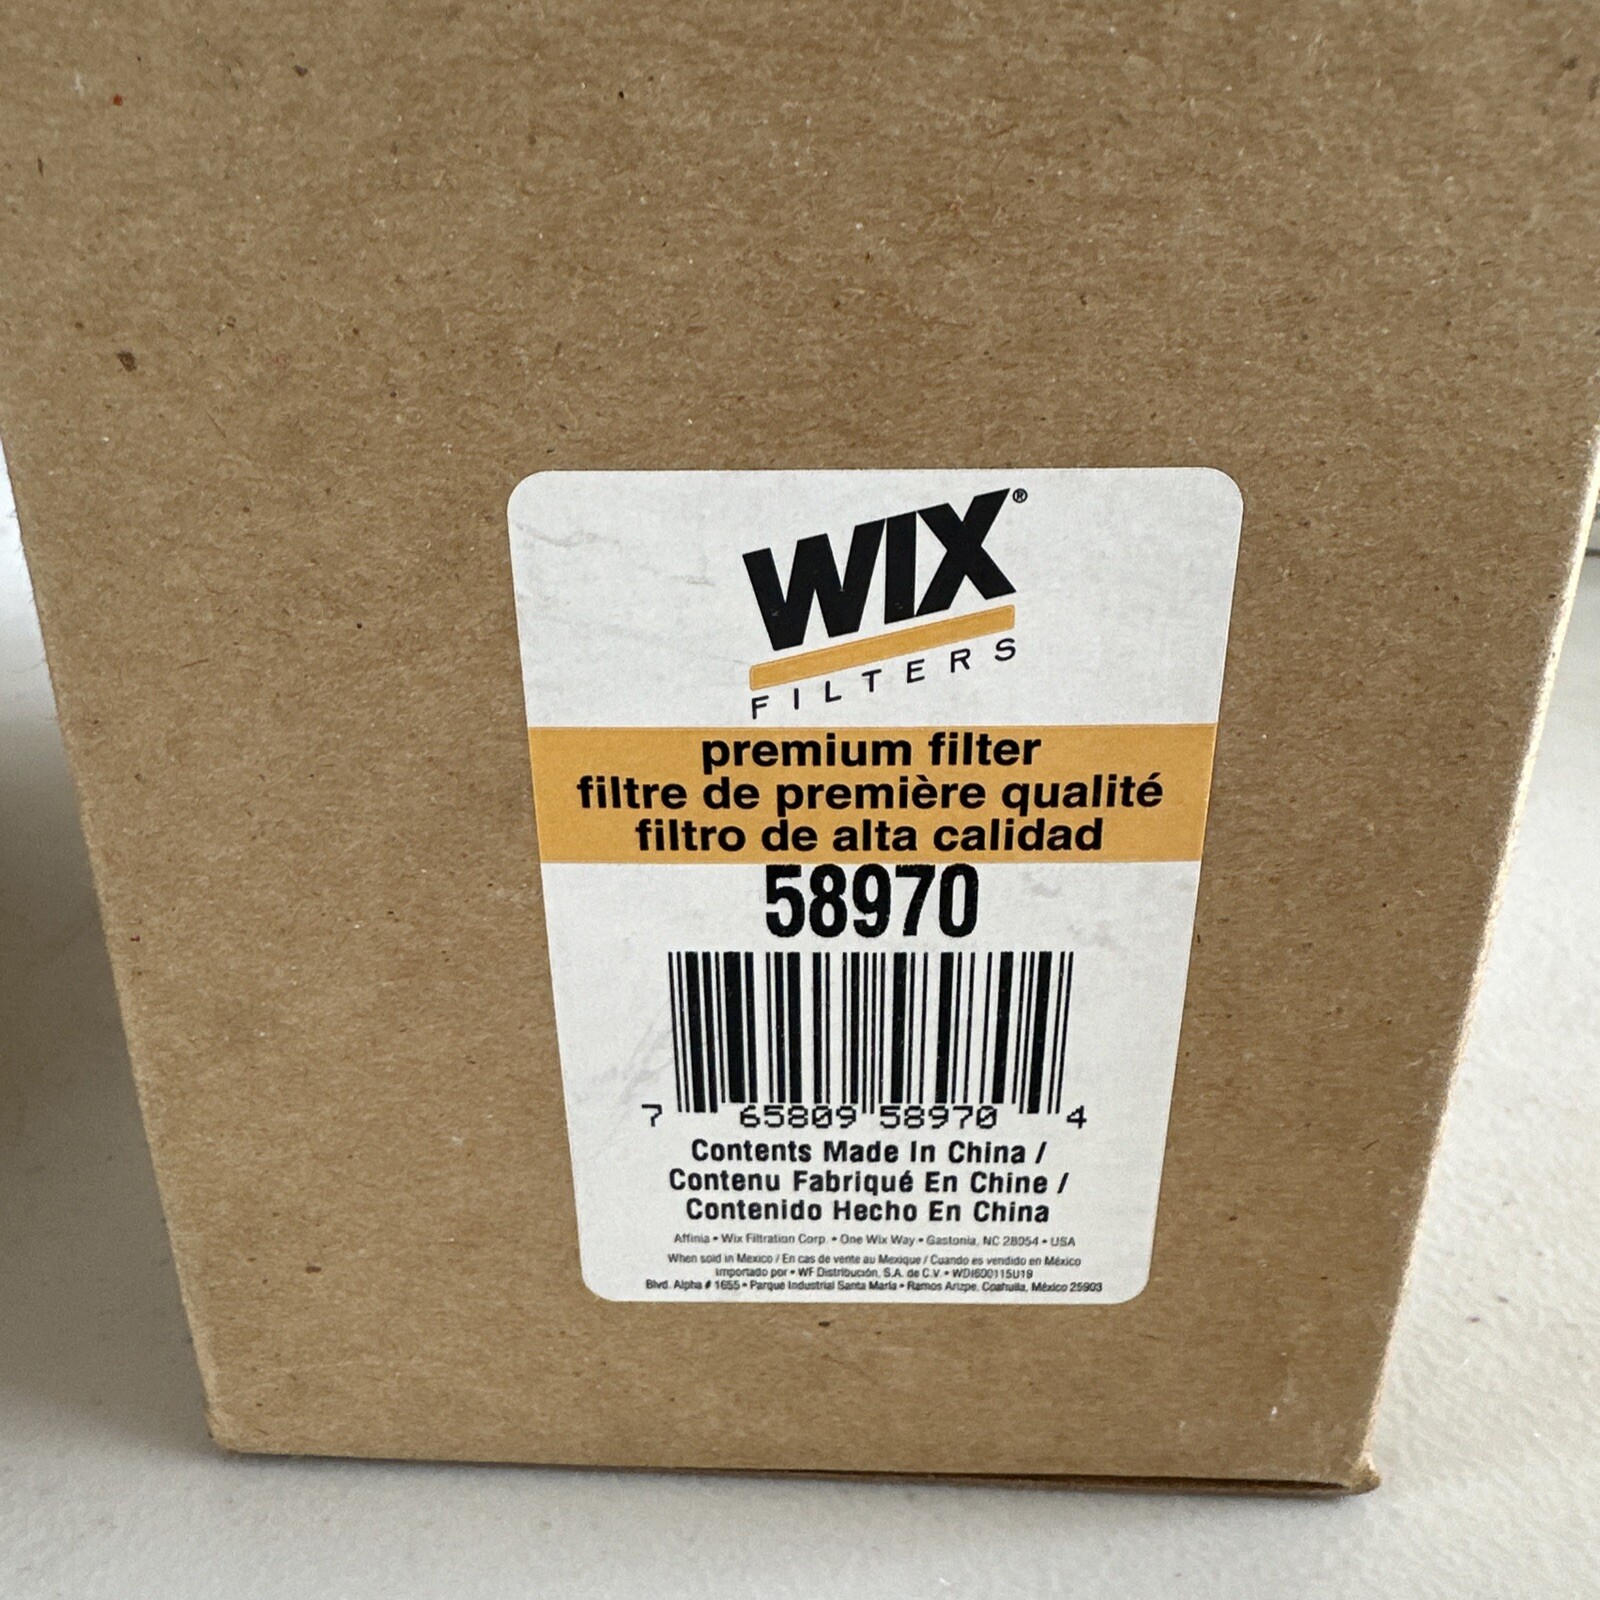 WIX®
FILTERS
premium filter
filtre de première qualité
filtro de alta calidad
58970
7 65809 58970 4
Contents Made In China /
Contenu Fabriqué En Chine /
Contenido Hecho En China
Affinia • Wix Filtration Corp. • One Wix Way • Gastonia, NC 28054 • USA
When sold in Mexico / En cas de vente au Mexique / Cuando es vendido en México
Importado por • WF Distribución, S.A. de C.V. • WDI600115U19
Blvd. Alpha # 1655 • Parque Industrial Santa María • Ramos Arizpe, Coahuila, México 25903